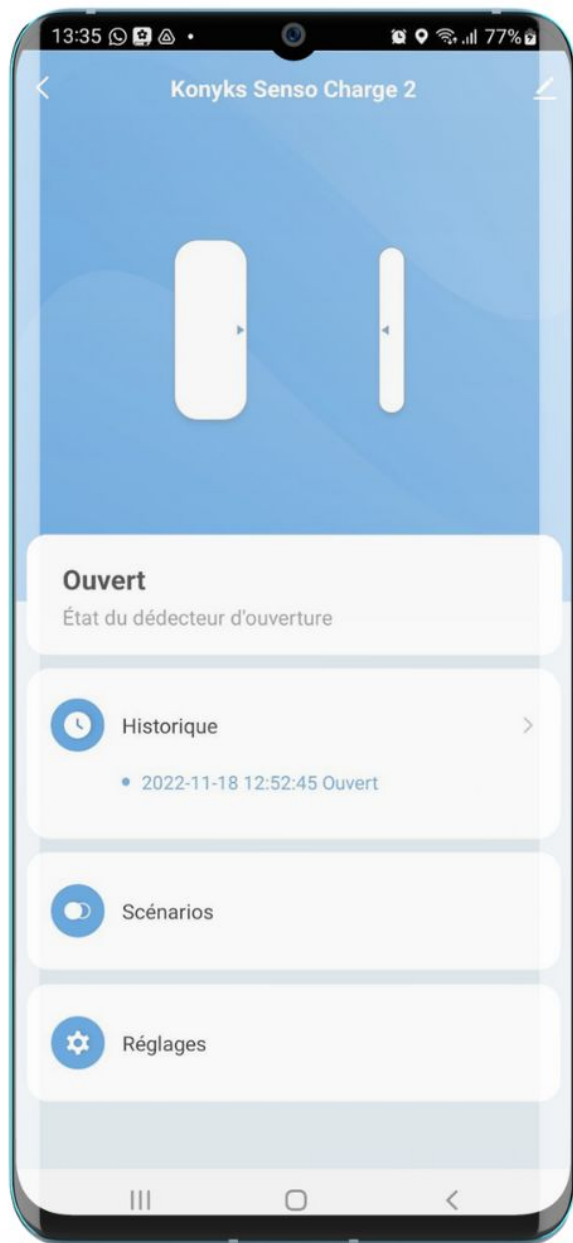 13:35
77%
Konyks Senso Charge 2
Ouvert
État du dédecteur d'ouverture
Historique
2022-11-18 12:52:45 Ouvert
Scénarios
Réglages